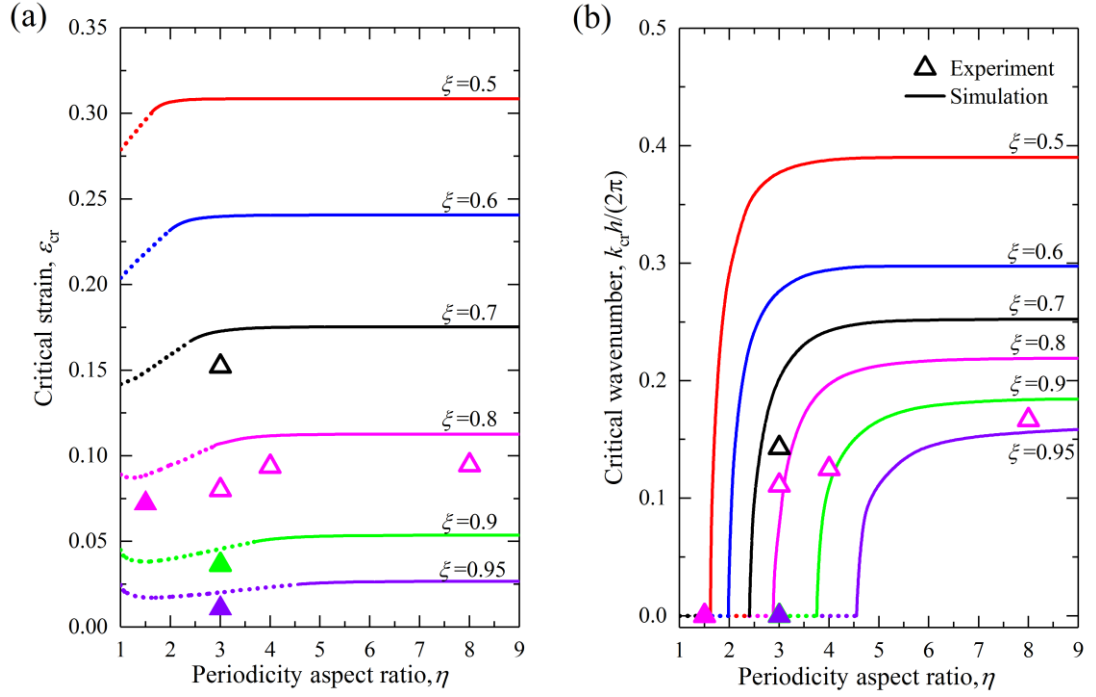 (a)
0.35
0.30
0.25
0.20
0.15
0.10
0.05
0.00
Critical strain, εcr
ξ=0.5
ξ=0.6
ξ=0.7
ξ=0.8
ξ=0.9
ξ=0.95
1 2 3 4 5 6 7 8 9
Periodicity aspect ratio, η
(b)
0.5
0.4
0.3
0.2
0.1
0.0
Critical wavenumber, kcrh/(2π)
Experiment
Simulation
ξ=0.5
ξ=0.6
ξ=0.7
ξ=0.8
ξ=0.9
ξ=0.95
1 2 3 4 5 6 7 8 9
Periodicity aspect ratio, η